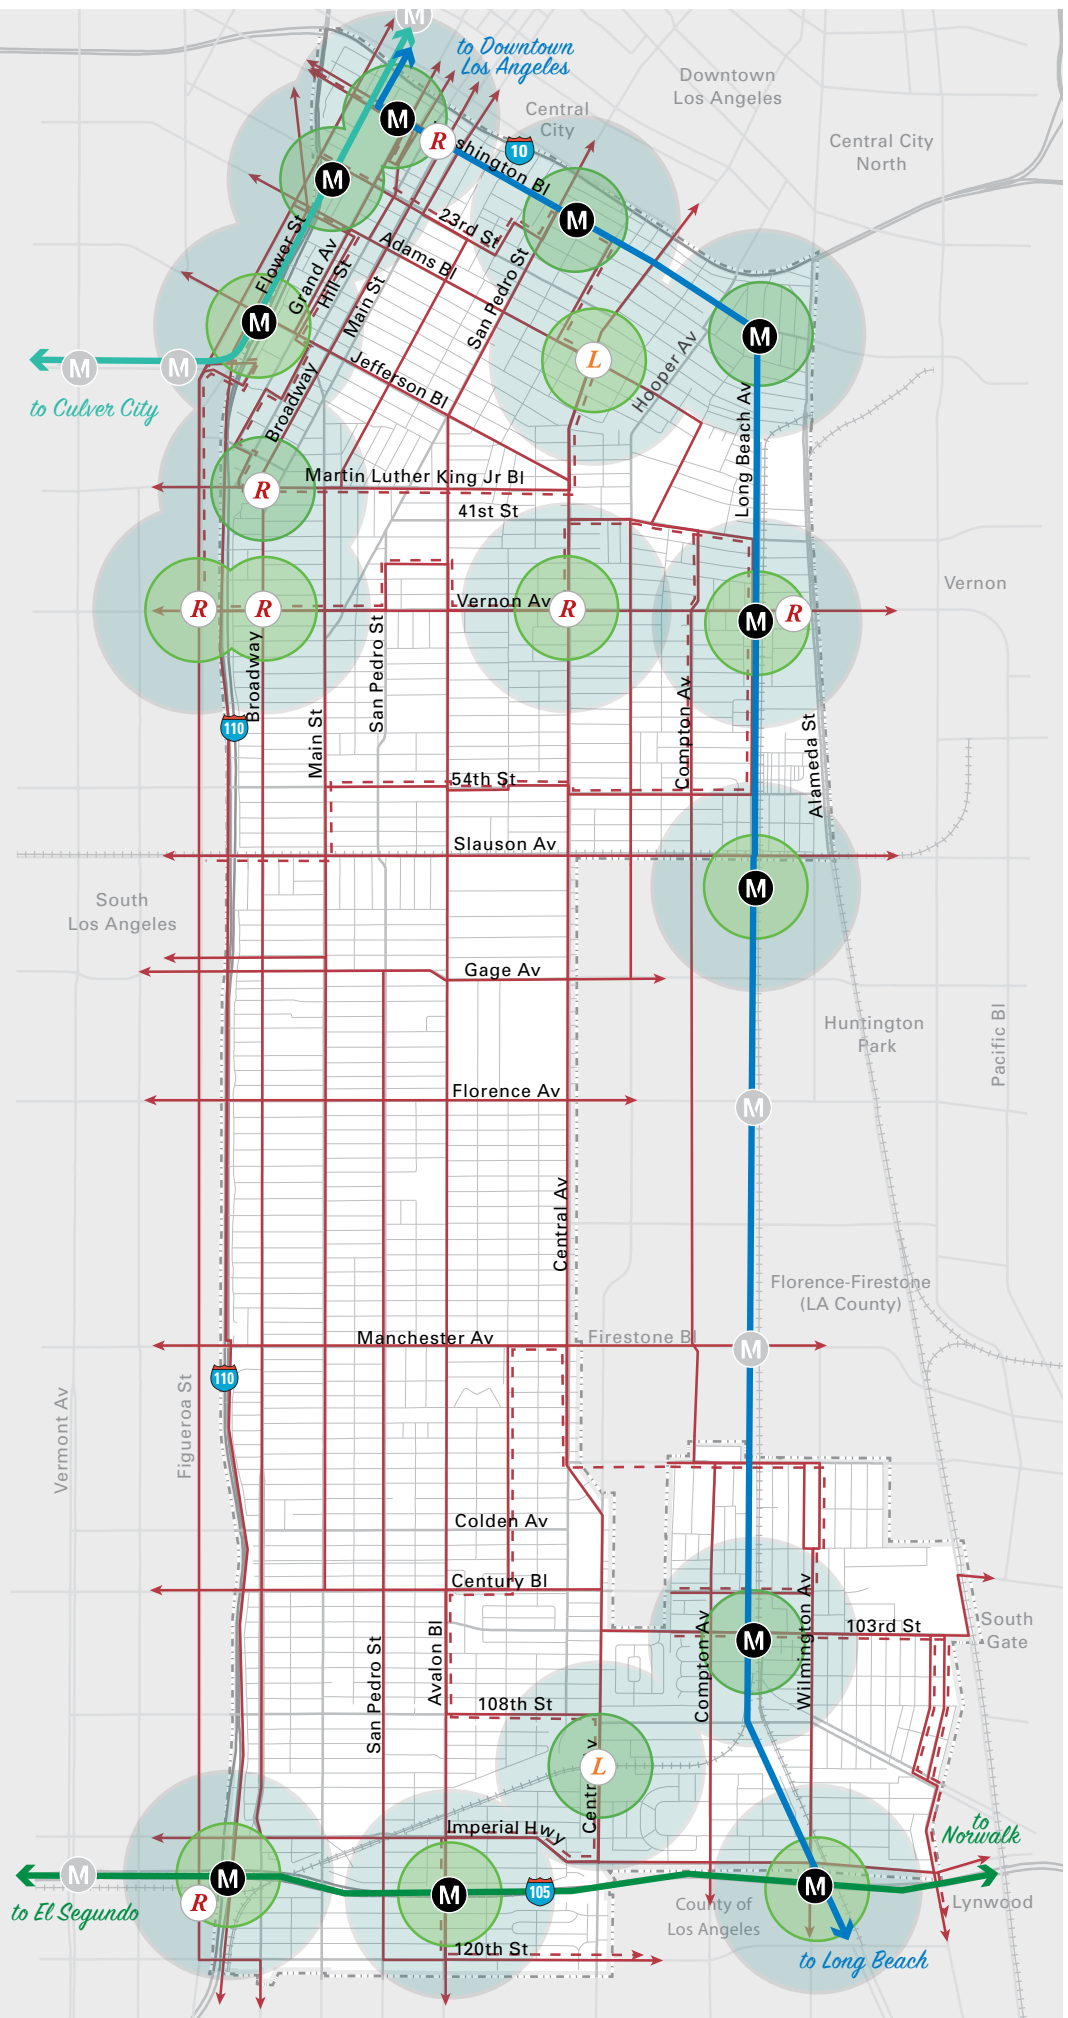 M
to Downtown
Los Angeles
Downtown
Los Angeles
Central
City
Central City
North
M
R
10
shington Bl
M
M
23rd St
Adams Bl
Flower St
Grand Av
Hill St
Main St
San Pedro St
M
M
M
M
L
Hooper Av
to Culver City
Jefferson Bl
Broadway
Long Beach Av
Martin Luther King Jr Bl
R
41st St
Vernon
Vernon Av
R
R
R
M
R
Broadway
San Pedro St
Main St
Compton Av
Alameda St
110
54th St
Slauson Av
M
South
Los Angeles
Gage Av
Huntington
Park
Pacific Bl
Florence Av
M
Central Av
Florence-Firestone
(LA County)
Manchester Av
Firestone Bl
M
110
Vermont Av
Figueroa St
Colden Av
Century Bl
Wilmington Av
103rd St
South
Gate
M
Compton Av
Avalon Bl
San Pedro St
108th St
L
Centr
v
Imperial Hwy
to
Norwalk
M
M
R
M
105
M
to El Segundo
County of
Los Angeles
Lynwood
120th St
to Long Beach